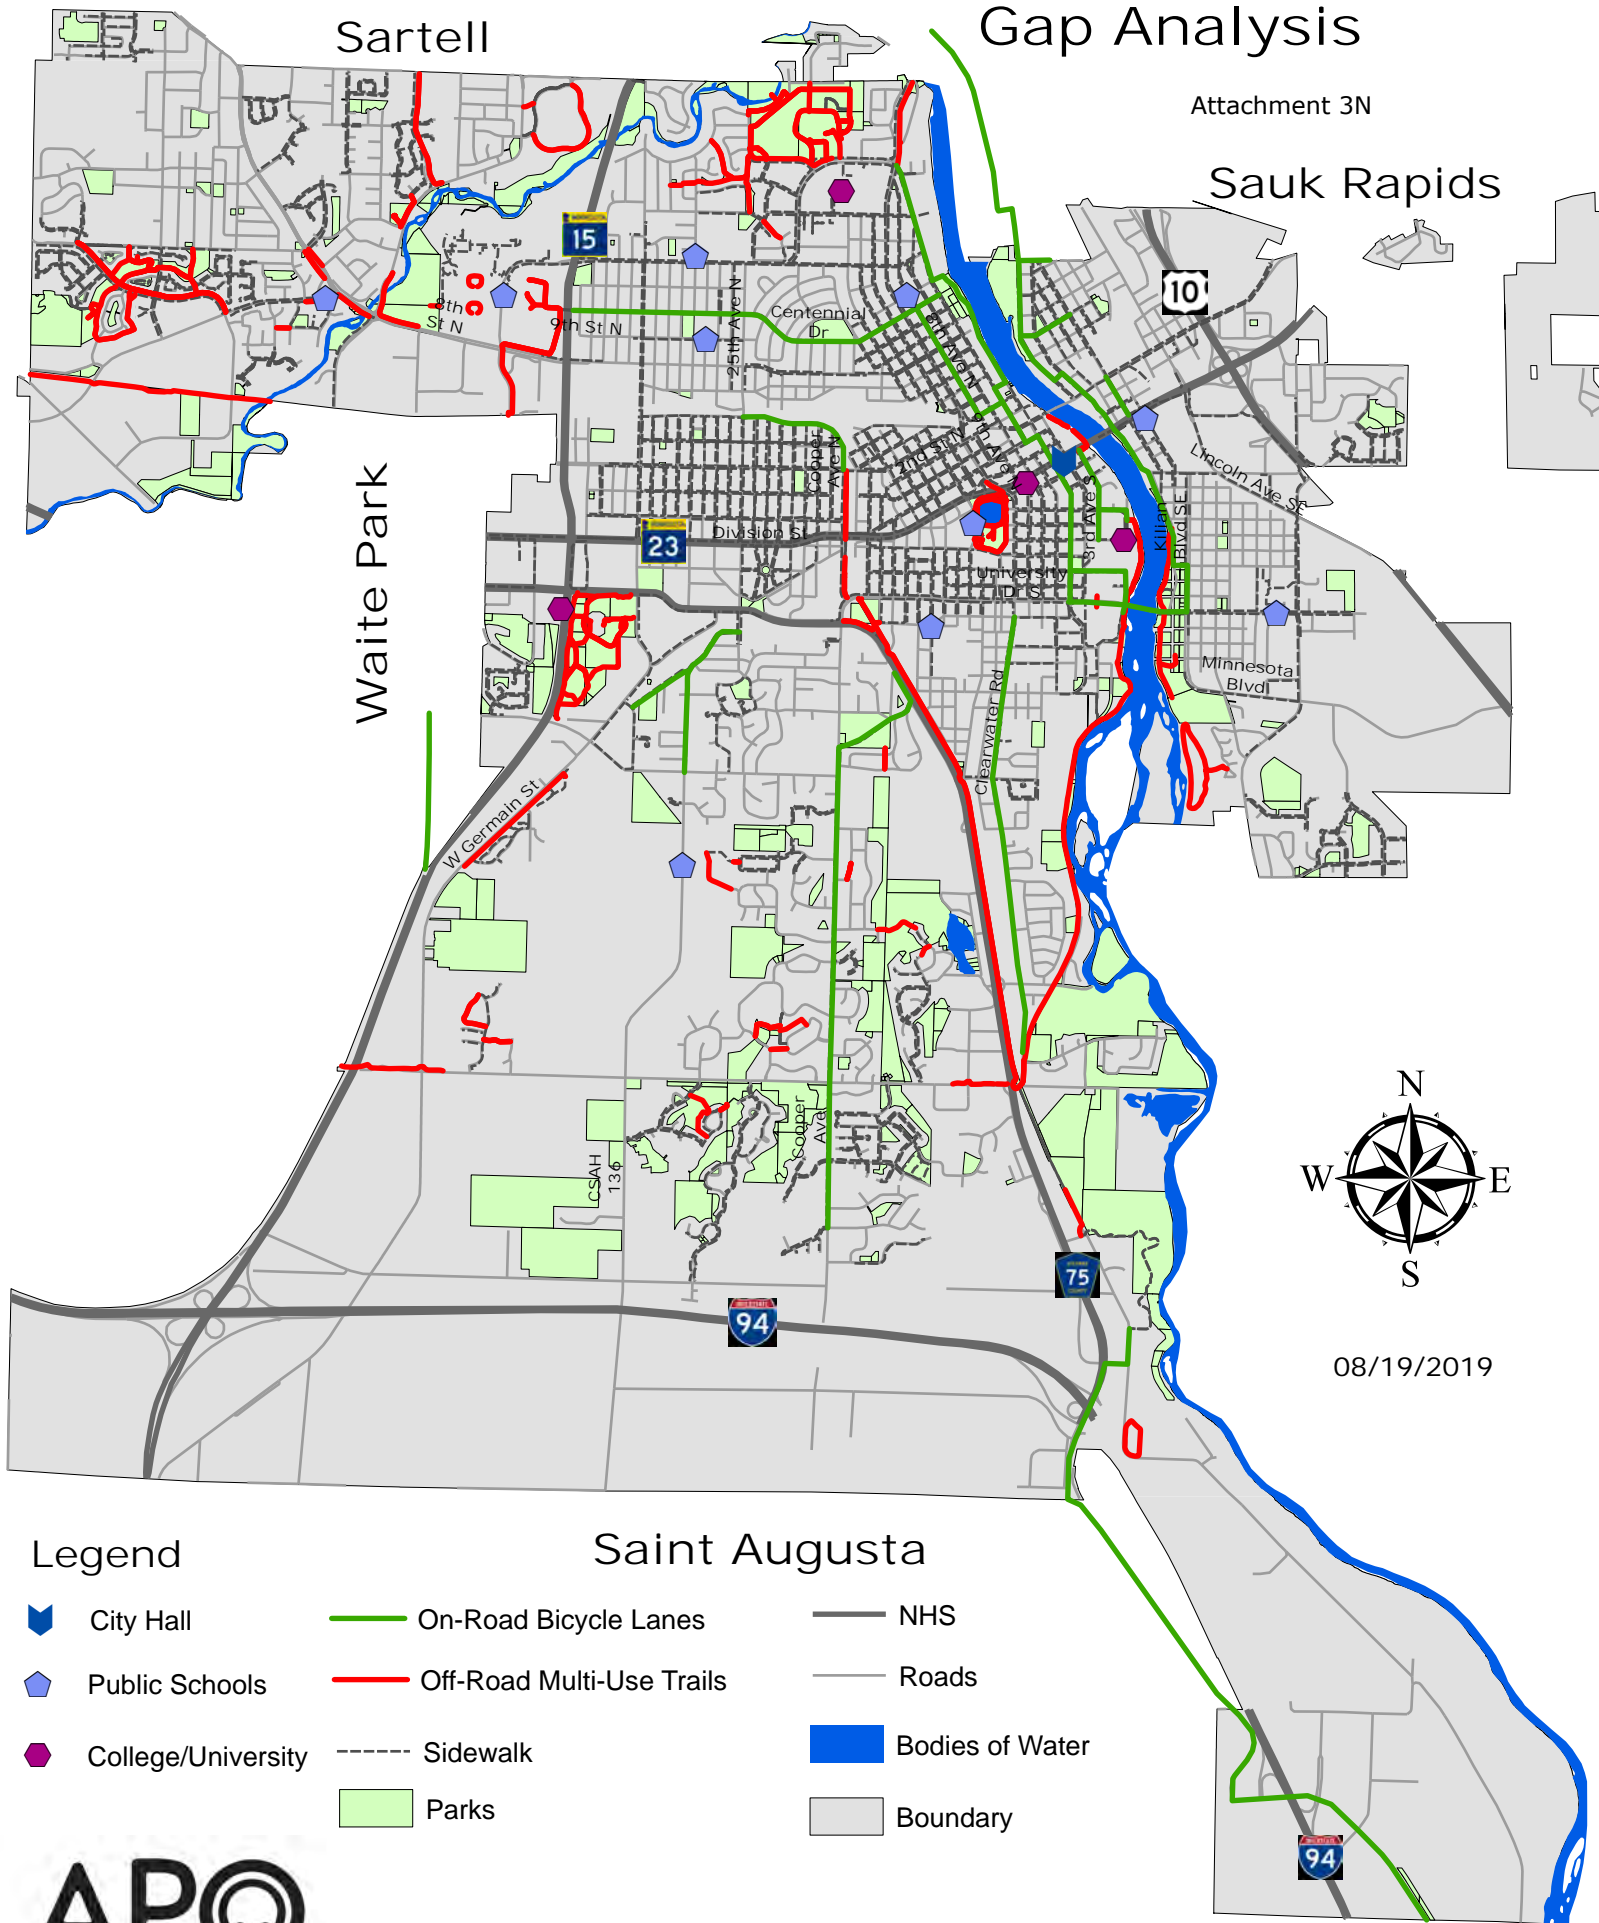 Gap Analysis
Sartell
Attachment 3N
Sauk Rapids
15
10
8th
St N
9th St N
25th Ave N
Centennial
Dr
8th Ave N
9th Ave N
2nd St N
Cooper
Ave N
Lincoln Ave SE
Waite Park
23
Division St
3rd Ave S
Kilian
Blvd SE
University
Dr S
Minnesota
Blvd
Clearwater Rd
W Germain St
N
W
E
S
Cooper
Ave
CSAH
136
75
94
08/19/2019
Legend
Saint Augusta
City Hall
On-Road Bicycle Lanes
NHS
Public Schools
Off-Road Multi-Use Trails
Roads
College/University
Sidewalk
Bodies of Water
Parks
Boundary
94
APO